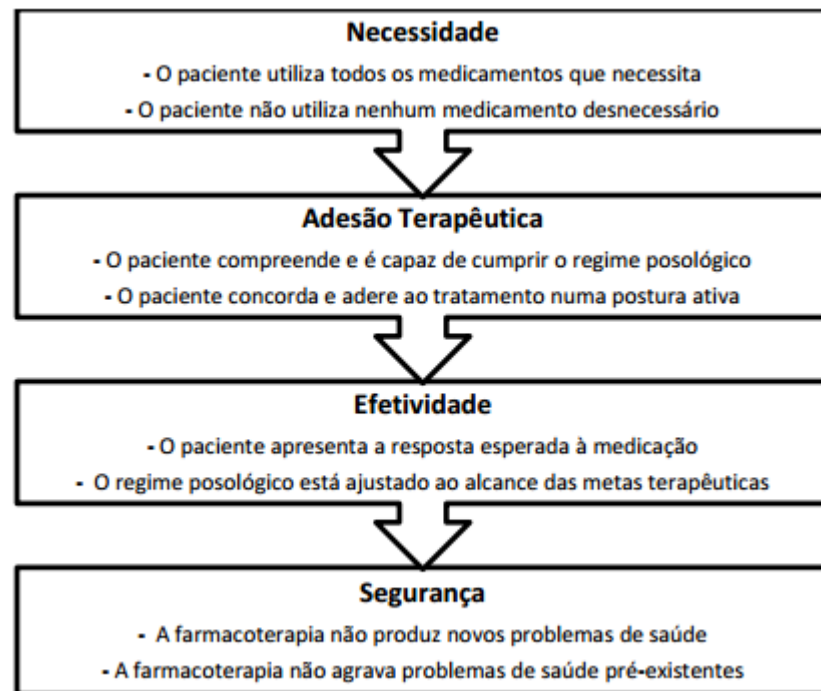 Necessidade
- O paciente utiliza todos os medicamentos que necessita
- O paciente não utiliza nenhum medicamento desnecessário
Adesão Terapêutica
- O paciente compreende e é capaz de cumprir o regime posológico
- O paciente concorda e adere ao tratamento numa postura ativa
Efetividade
- O paciente apresenta a resposta esperada à medicação
- O regime posológico está ajustado ao alcance das metas terapêuticas
Segurança
- A farmacoterapia não produz novos problemas de saúde
- A farmacoterapia não agrava problemas de saúde pré-existentes